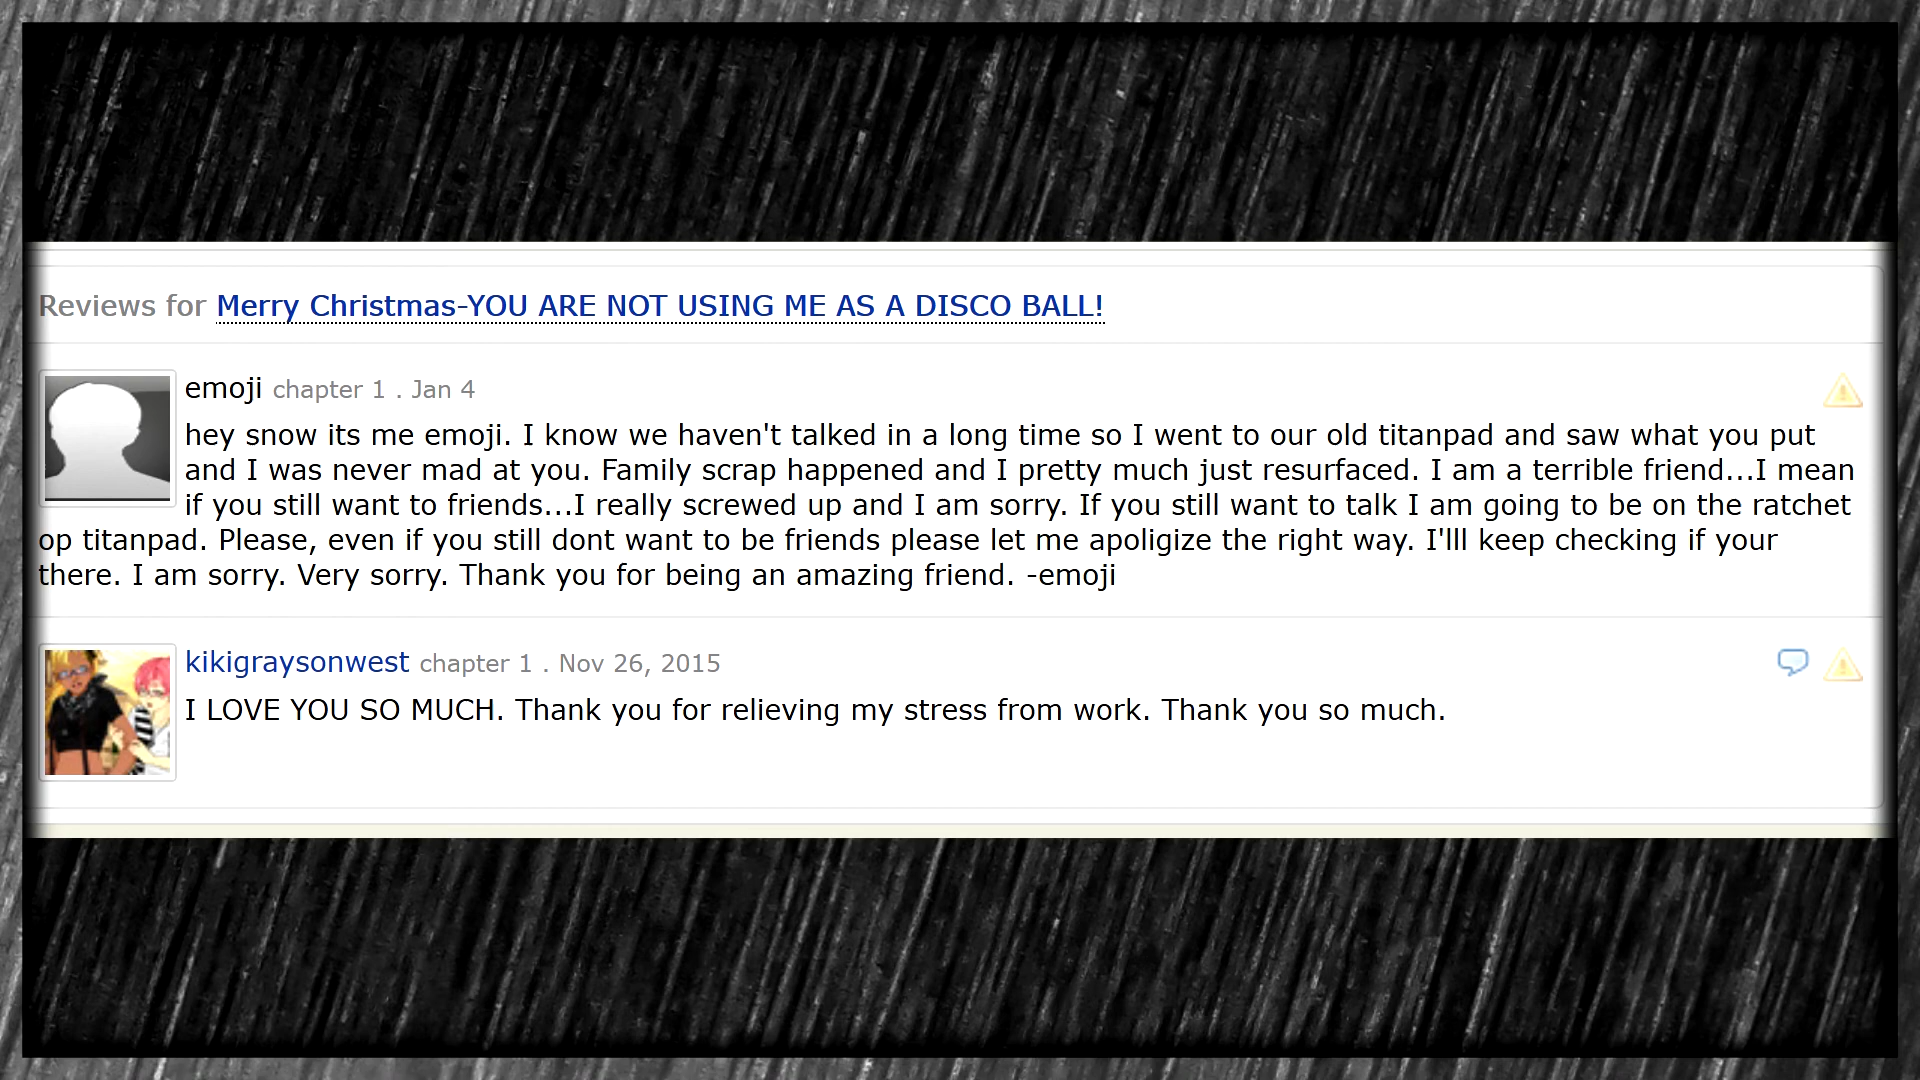 Reviews for Merry Christmas-YOU ARE NOT USING ME AS A DISCO BALL!
emoji chapter 1 . Jan 4
hey snow its me emoji. I know we haven't talked in a long time so I went to our old titanpad and saw what you put
and I was never mad at you. Family scrap happened and I pretty much just resurfaced. I am a terrible friend...I mean
if you still want to friends...I really screwed up and I am sorry. If you still want to talk I am going to be on the ratchet
op titanpad. Please, even if you still dont want to be friends please let me apoligize the right way. I'lll keep checking if your
there. I am sorry. Very sorry. Thank you for being an amazing friend. -emoji
kikigraysonwest chapter 1 . Nov 26, 2015
I LOVE YOU SO MUCH. Thank you for relieving my stress from work. Thank you so much.